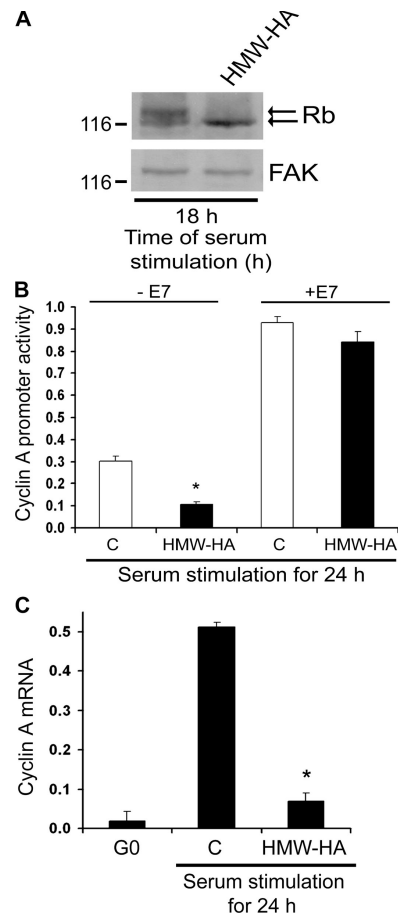 A
HMW-HA
116
Rb
116
FAK
18 h
Time of serum
stimulation (h)
B
- E7
+E7
Cyclin A promoter activity
1.0
0.9
0.8
0.7
0.6
0.5
0.4
0.3
0.2
0.1
0.0
*
C
HMW-HA
C
HMW-HA
Serum stimulation for 24 h
C
Cyclin A mRNA
0.5
0.4
0.3
0.2
0.1
0.0
*
G0
C
HMW-HA
Serum stimulation
for 24 h